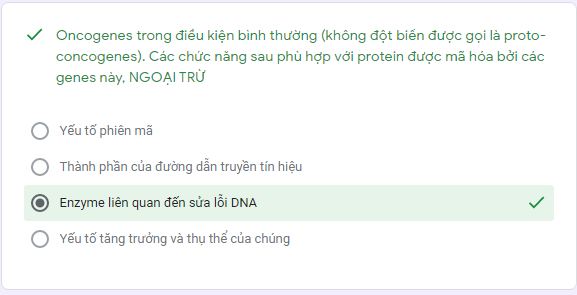 Oncogenes trong điều kiện bình thường (không đột biến được gọi là proto-
concogenes). Các chức năng sau phù hợp với protein được mã hóa bởi các
genes này, NGOẠI TRỪ
Yếu tố phiên mã
Thành phần của đường dẫn truyền tín hiệu
Enzyme liên quan đến sửa lỗi DNA
Yếu tố tăng trưởng và thụ thể của chúng